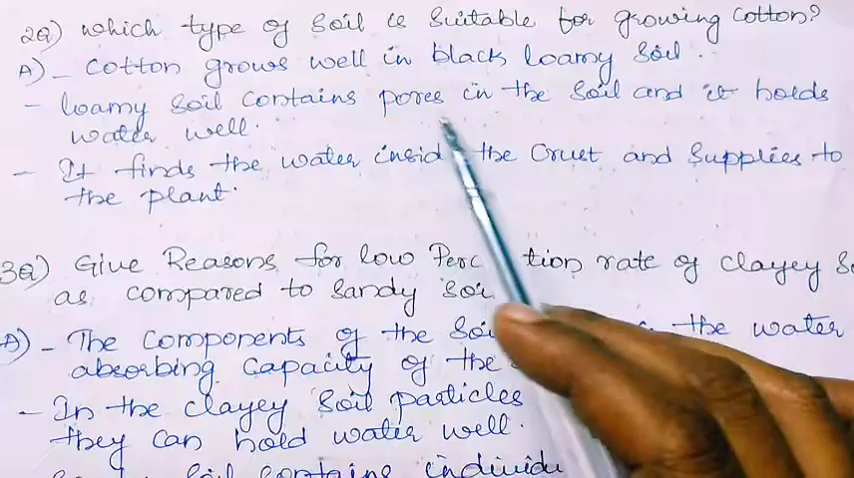 2Q) which type of soil is suitable for growing cotton?
A) - cotton grows well in black loamy soil.
- loamy soil contains pores in the soil and it holds
water well.
- It finds the water insid the crust and supplies to
the plant.
3Q) Give Reasons for low Perc tion rate of clayey
as compared to sandy
A) - The components of the the water
absorbing capacity of the
- In the clayey soil particles
they can hold water well.
soil contains